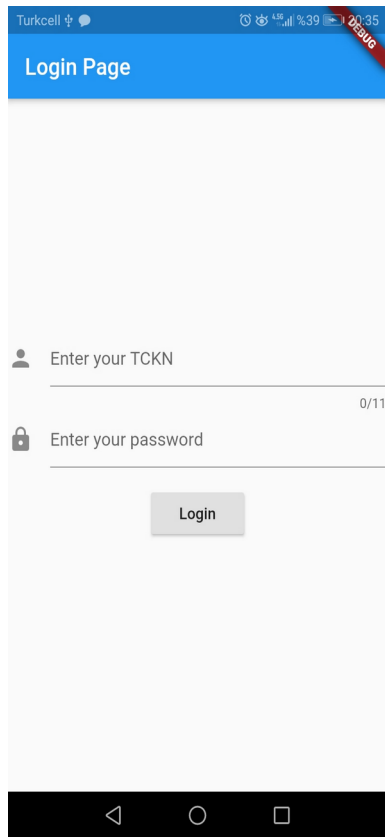 Turkcell %39 20:35
DEBUG
Login Page
Enter your TCKN
0/11
Enter your password
Login